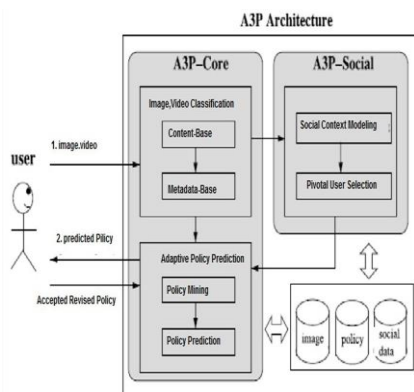 A3P Architecture
A3P-Core
A3P-Social
Image,Video Classification
Content-Base
Metadata-Base
Social Context Modeling
Pivotal User Selection
user
1. image.video
2. predicted Pilicy
Accepted Revised Policy
Adaptive Policy Prediction
Policy Mining
Policy Prediction
image
policy
social
data